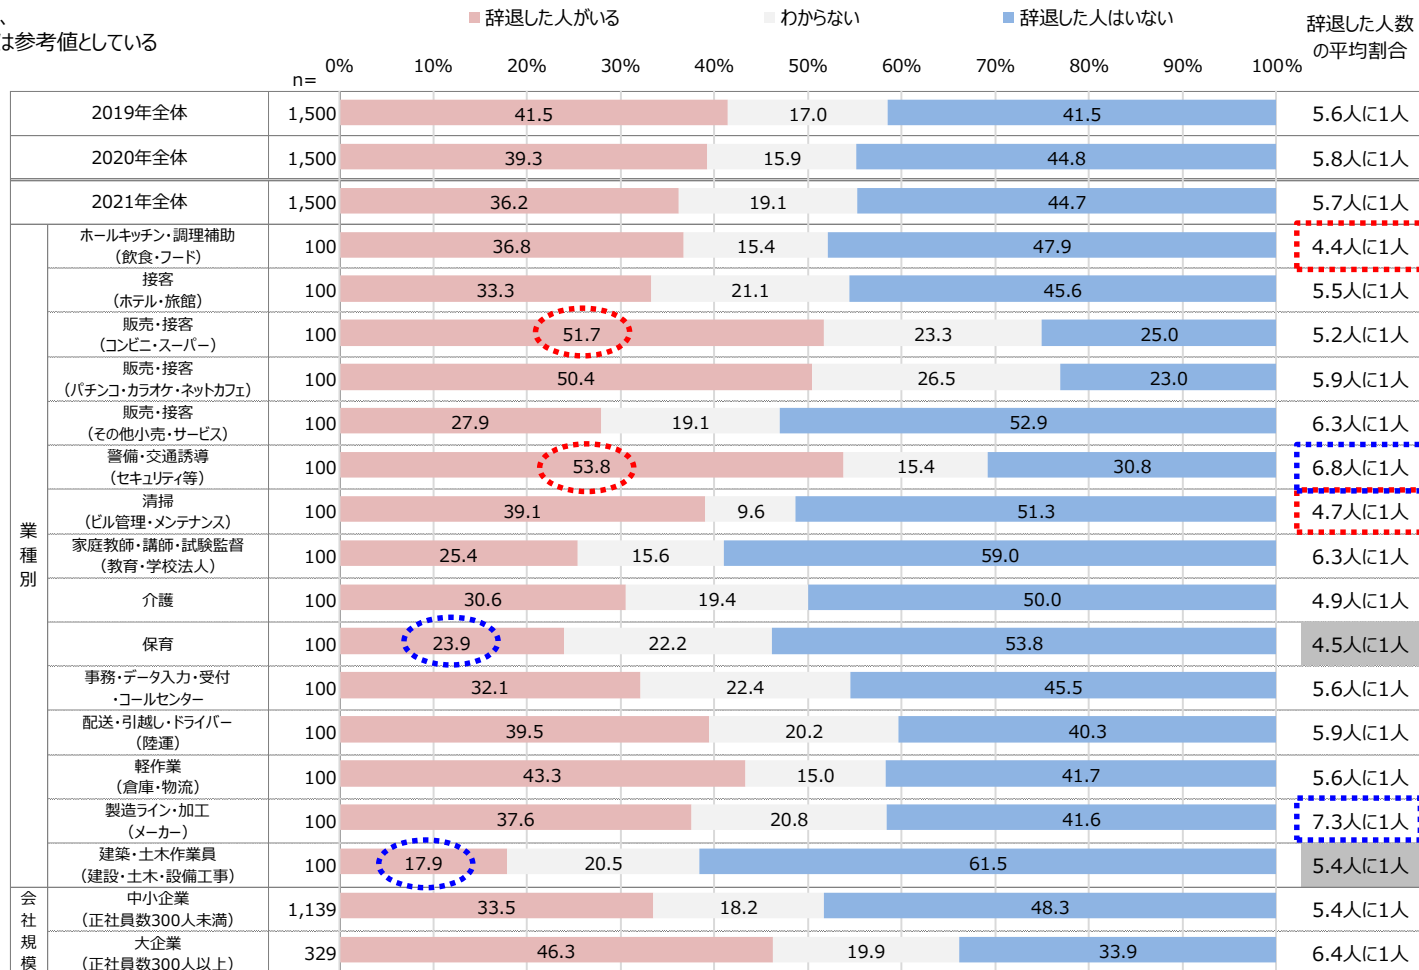 、
は参考値としている
辞退した人がいる わからない 辞退した人はいない
辞退した人数
の平均割合
n= 0% 10% 20% 30% 40% 50% 60% 70% 80% 90% 100%
2019年全体 1,500 41.5 17.0 41.5 5.6人に1人
2020年全体 1,500 39.3 15.9 44.8 5.8人に1人
2021年全体 1,500 36.2 19.1 44.7 5.7人に1人
業種別
ホールキッチン・調理補助
(飲食・フード) 100 36.8 15.4 47.9 4.4人に1人
接客
(ホテル・旅館) 100 33.3 21.1 45.6 5.5人に1人
販売・接客
(コンビニ・スーパー) 100 51.7 23.3 25.0 5.2人に1人
販売・接客
(パチンコ・カラオケ・ネットカフェ) 100 50.4 26.5 23.0 5.9人に1人
販売・接客
(その他小売・サービス) 100 27.9 19.1 52.9 6.3人に1人
警備・交通誘導
(セキュリティ等) 100 53.8 15.4 30.8 6.8人に1人
清掃
(ビル管理・メンテナンス) 100 39.1 9.6 51.3 4.7人に1人
家庭教師・講師・試験監督
(教育・学校法人) 100 25.4 15.6 59.0 6.3人に1人
介護 100 30.6 19.4 50.0 4.9人に1人
保育 100 23.9 22.2 53.8 4.5人に1人
事務・データ入力・受付
・コールセンター 100 32.1 22.4 45.5 5.6人に1人
配送・引越し・ドライバー
(陸運) 100 39.5 20.2 40.3 5.9人に1人
軽作業
(倉庫・物流) 100 43.3 15.0 41.7 5.6人に1人
製造ライン・加工
(メーカー) 100 37.6 20.8 41.6 7.3人に1人
建築・土木作業員
(建設・土木・設備工事) 100 17.9 20.5 61.5 5.4人に1人
会社規模
中小企業
(正社員数300人未満) 1,139 33.5 18.2 48.3 5.4人に1人
大企業
(正社員数300人以上) 329 46.3 19.9 33.9 6.4人に1人